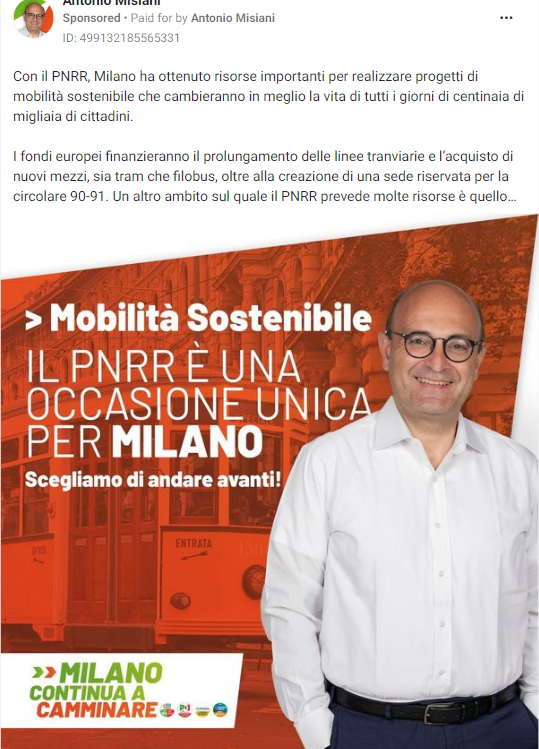 Antonio Misiani
Sponsored • Paid for by Antonio Misiani
ID: 499132185565331
Con il PNRR, Milano ha ottenuto risorse importanti per realizzare progetti di
mobilità sostenibile che cambieranno in meglio la vita di tutti i giorni di centinaia di
migliaia di cittadini.
I fondi europei finanzieranno il prolungamento delle linee tranviarie e l’acquisto di
nuovi mezzi, sia tram che filobus, oltre alla creazione di una sede riservata per la
circolare 90-91. Un altro ambito sul quale il PNRR prevede molte risorse è quello...
> Mobilità Sostenibile
IL PNRR È UNA
OCCASIONE UNICA
PER MILANO
Scegliamo di andare avanti!
ENTRATA
MILANO
CONTINUA A
CAMMINARE